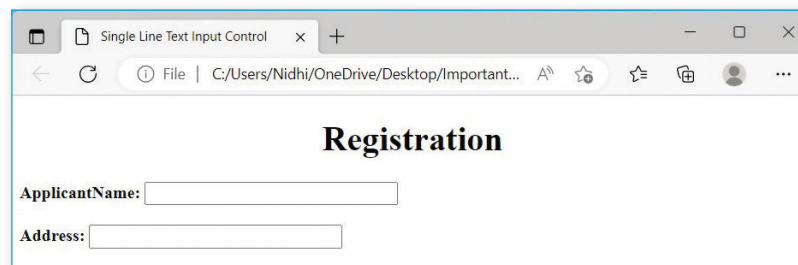 Single Line Text Input Control
File | C:/Users/Nidhi/OneDrive/Desktop/Important...
Registration
ApplicantName:
Address: